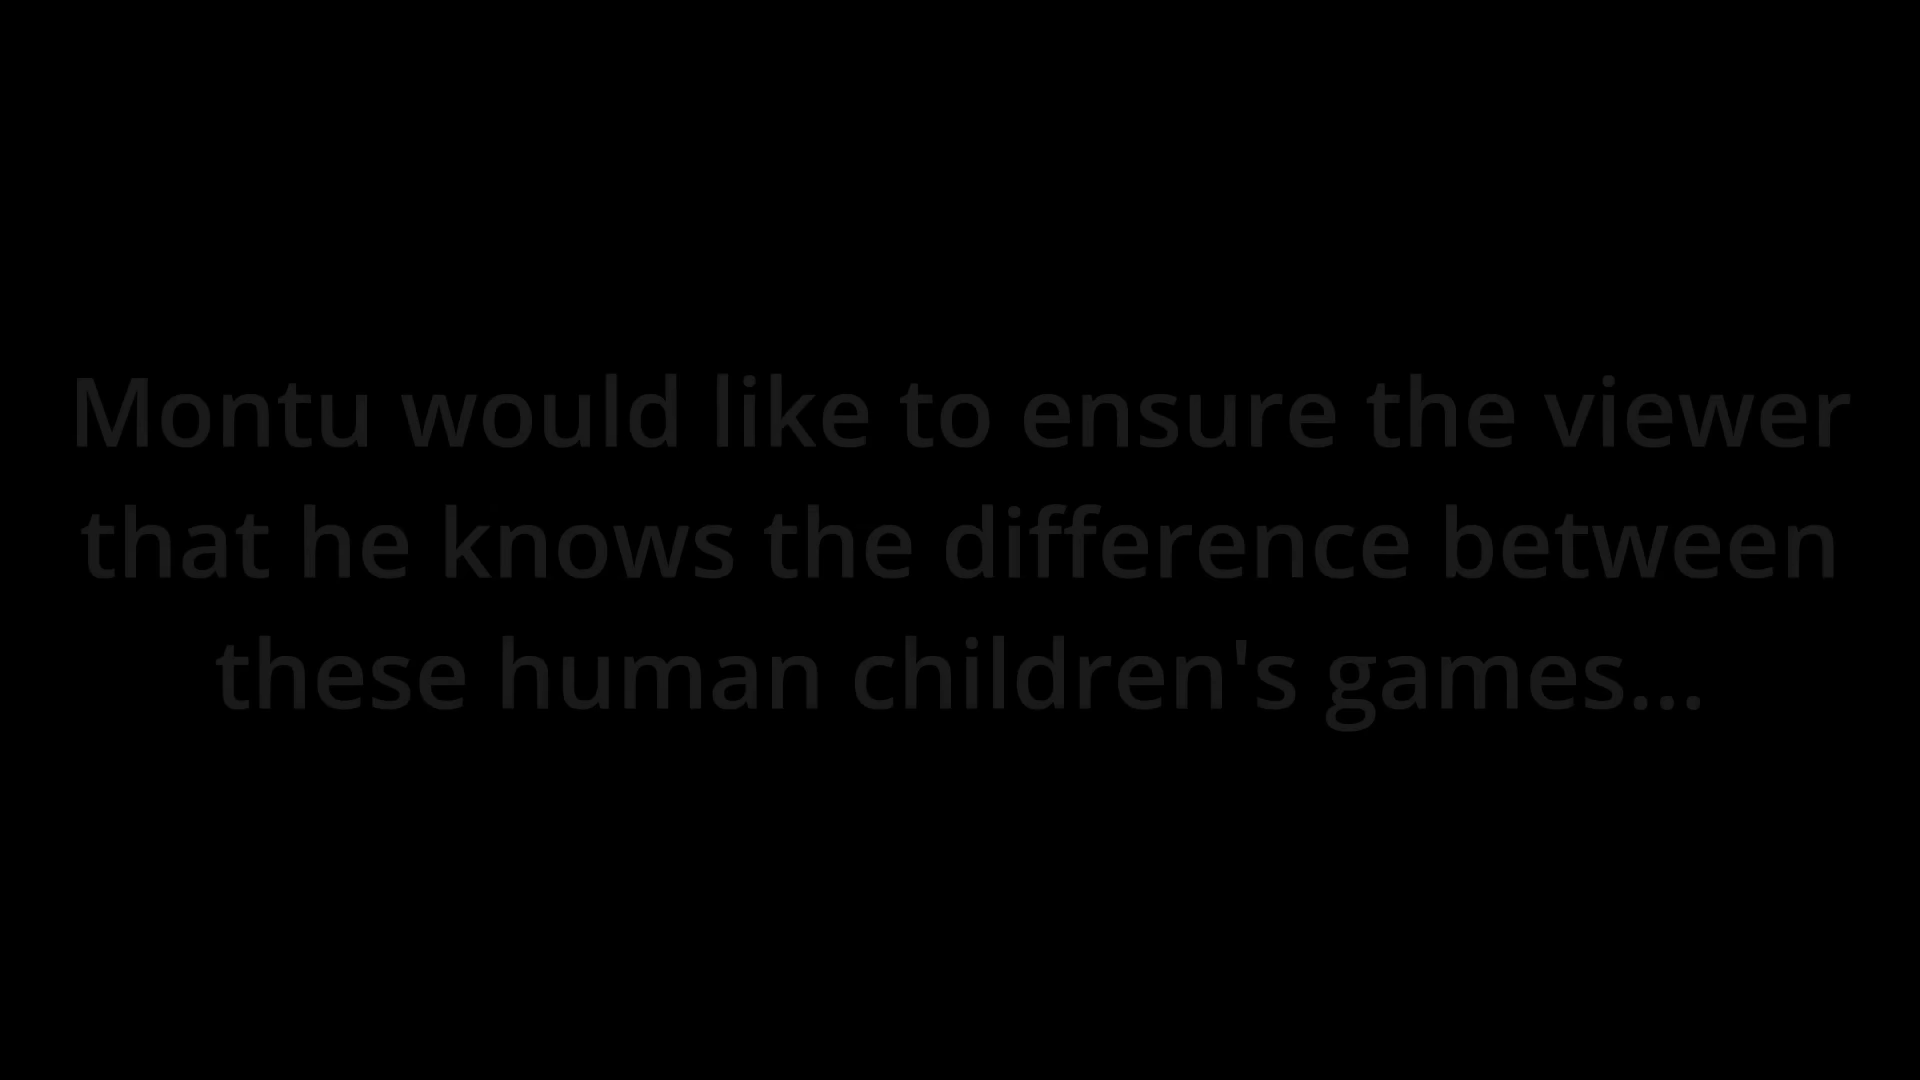 Montu would like to ensure the viewer
that he knows the difference between
these human children's games...